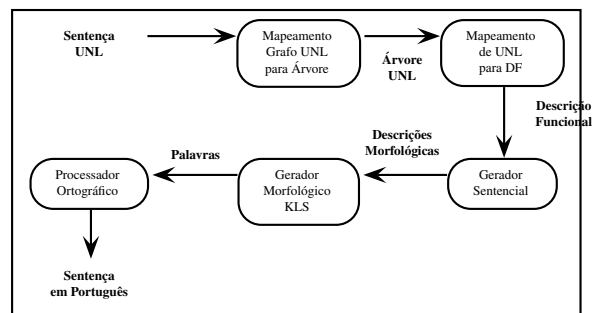 Sentença
UNL
Mapeamento
Grafo UNL
para Árvore
Árvore
UNL
Mapeamento
de UNL
para DF
Descrição
Funcional
Gerador
Sentencial
Descrições
Morfológicas
Gerador
Morfológico
KLS
Palavras
Processador
Ortográfico
Sentença
em Português